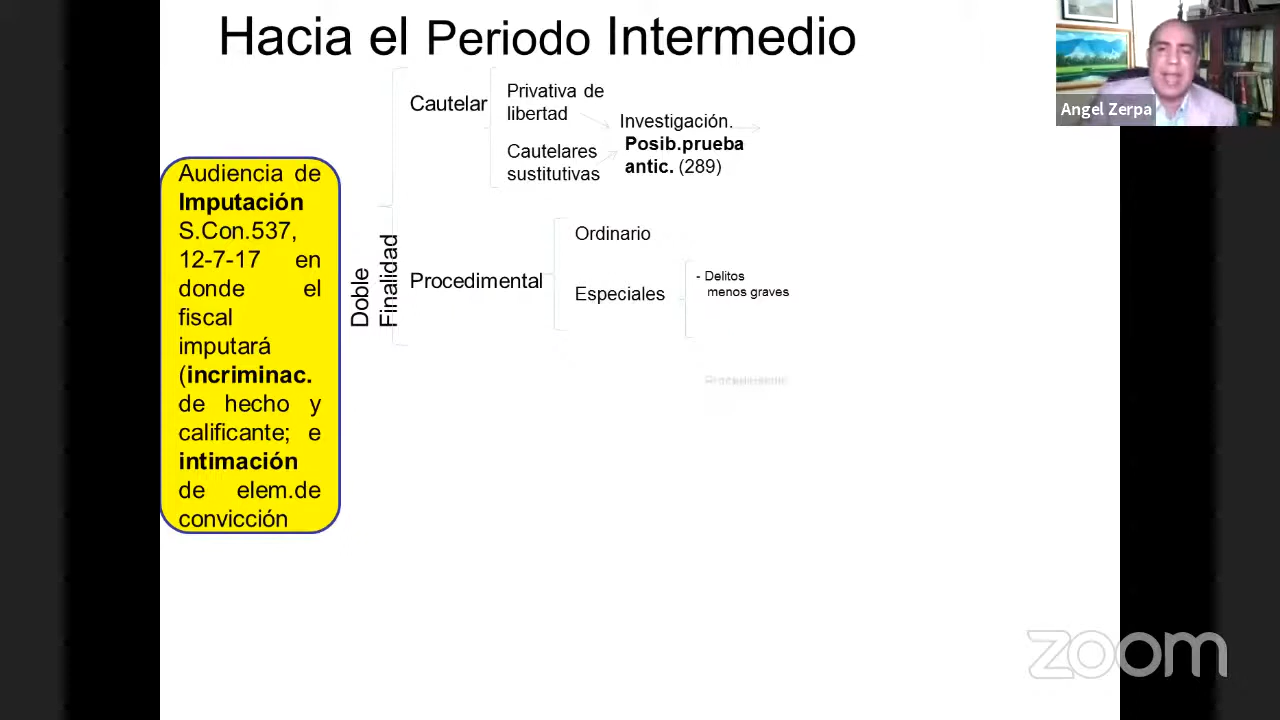 Hacia el Periodo Intermedio
Angel Zerpa
Audiencia de
Imputación
S.Con.537,
12-7-17 en
donde el
fiscal
imputará
(incriminac.
de hecho y
calificante; e
intimación
de elem.de
convicción
Doble
Finalidad
Cautelar
Privativa de
libertad
Cautelares
sustitutivas
Investigación.
Posib.prueba
antic. (289)
Procedimental
Ordinario
Especiales
- Delitos
menos graves
zoom